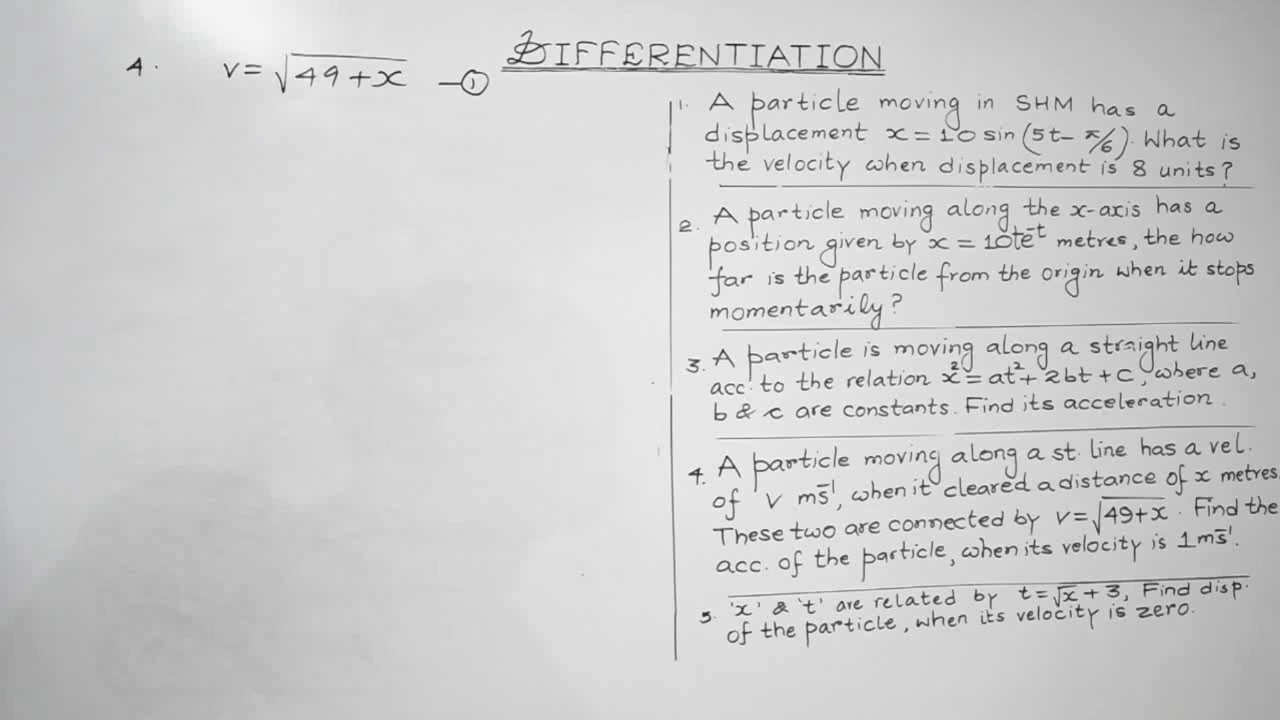 DIFFERENTIATION
4. v = √49+x —①
1. A particle moving in SHM has a
displacement x = 10 sin (5t– π/6). What is
the velocity when displacement is 8 units?
2. A particle moving along the x-axis has a
position given by x = 10te⁻ᵗ metres, the how
far is the particle from the origin when it stops
momentarily?
3. A particle is moving along a straight line
acc. to the relation x² = at² + 2bt + c, where a,
b & c are constants. Find its acceleration.
4. A particle moving along a st. line has a vel.
of v ms⁻¹, when it cleared a distance of x metres.
These two are connected by v = √49+x. Find the
acc. of the particle, when its velocity is 1ms⁻¹.
5. 'x' & 't' are related by t = √x + 3, Find disp.
of the particle, when its velocity is zero.